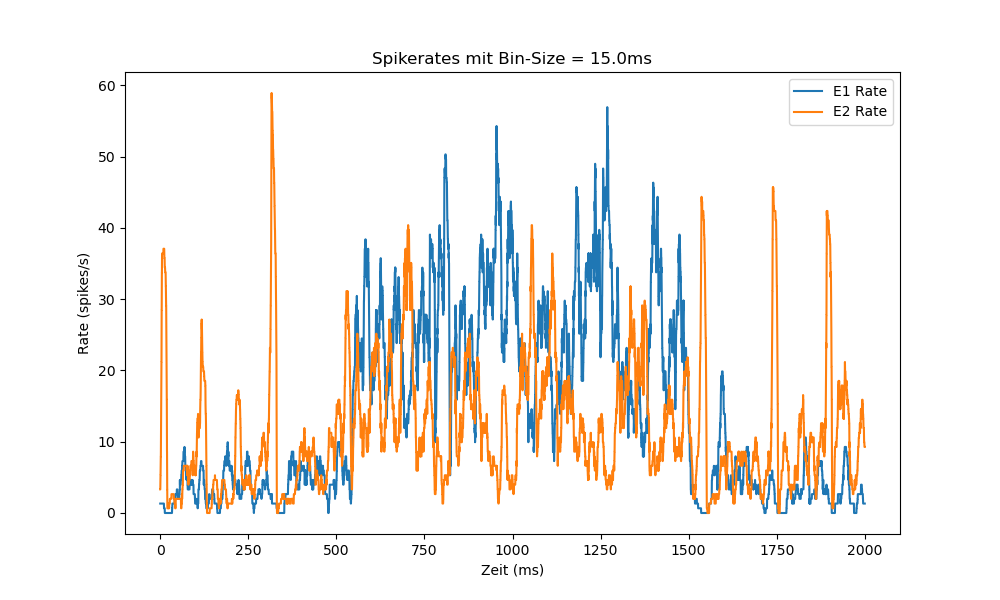 Spikerates mit Bin-Size = 15.0ms
E1 Rate
E2 Rate
60
50
40
30
20
10
0
Rate (spikes/s)
0 250 500 750 1000 1250 1500 1750 2000
Zeit (ms)